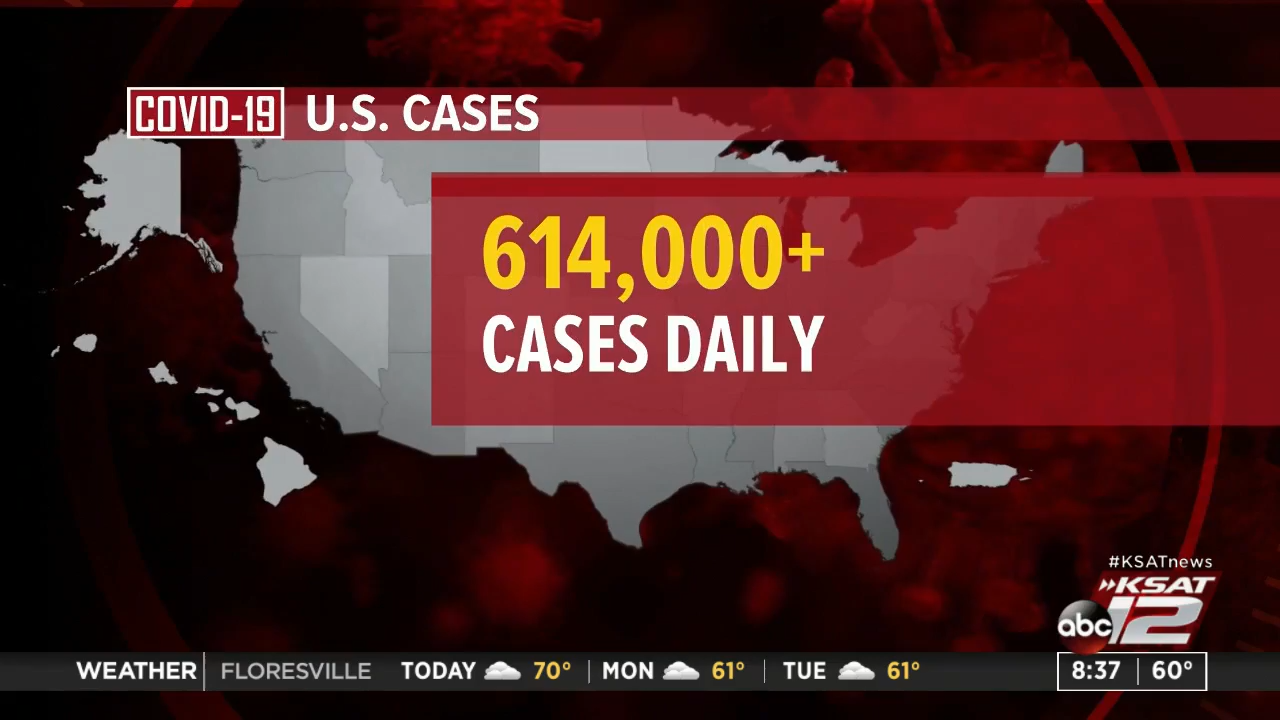 COVID-19 U.S. CASES
614,000+
CASES DAILY
#KSATnews
KSAT
abc 12
WEATHER FLORESVILLE TODAY 70° MON 61° TUE 61° 8:37 60°